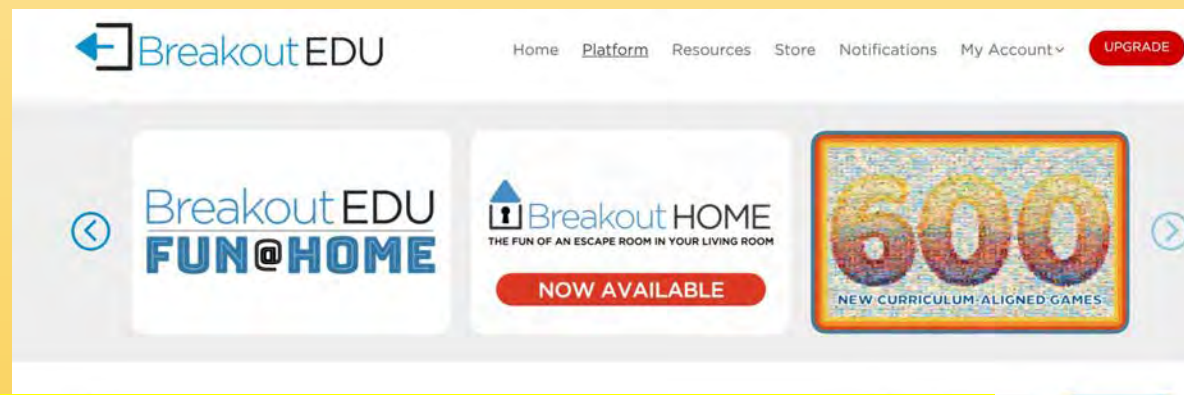 Breakout EDU
Home Platform Resources Store Notifications My Account UPGRADE
Breakout EDU
FUN@HOME
Breakout HOME
THE FUN OF AN ESCAPE ROOM IN YOUR LIVING ROOM
NOW AVAILABLE
600
NEW CURRICULUM-ALIGNED GAMES